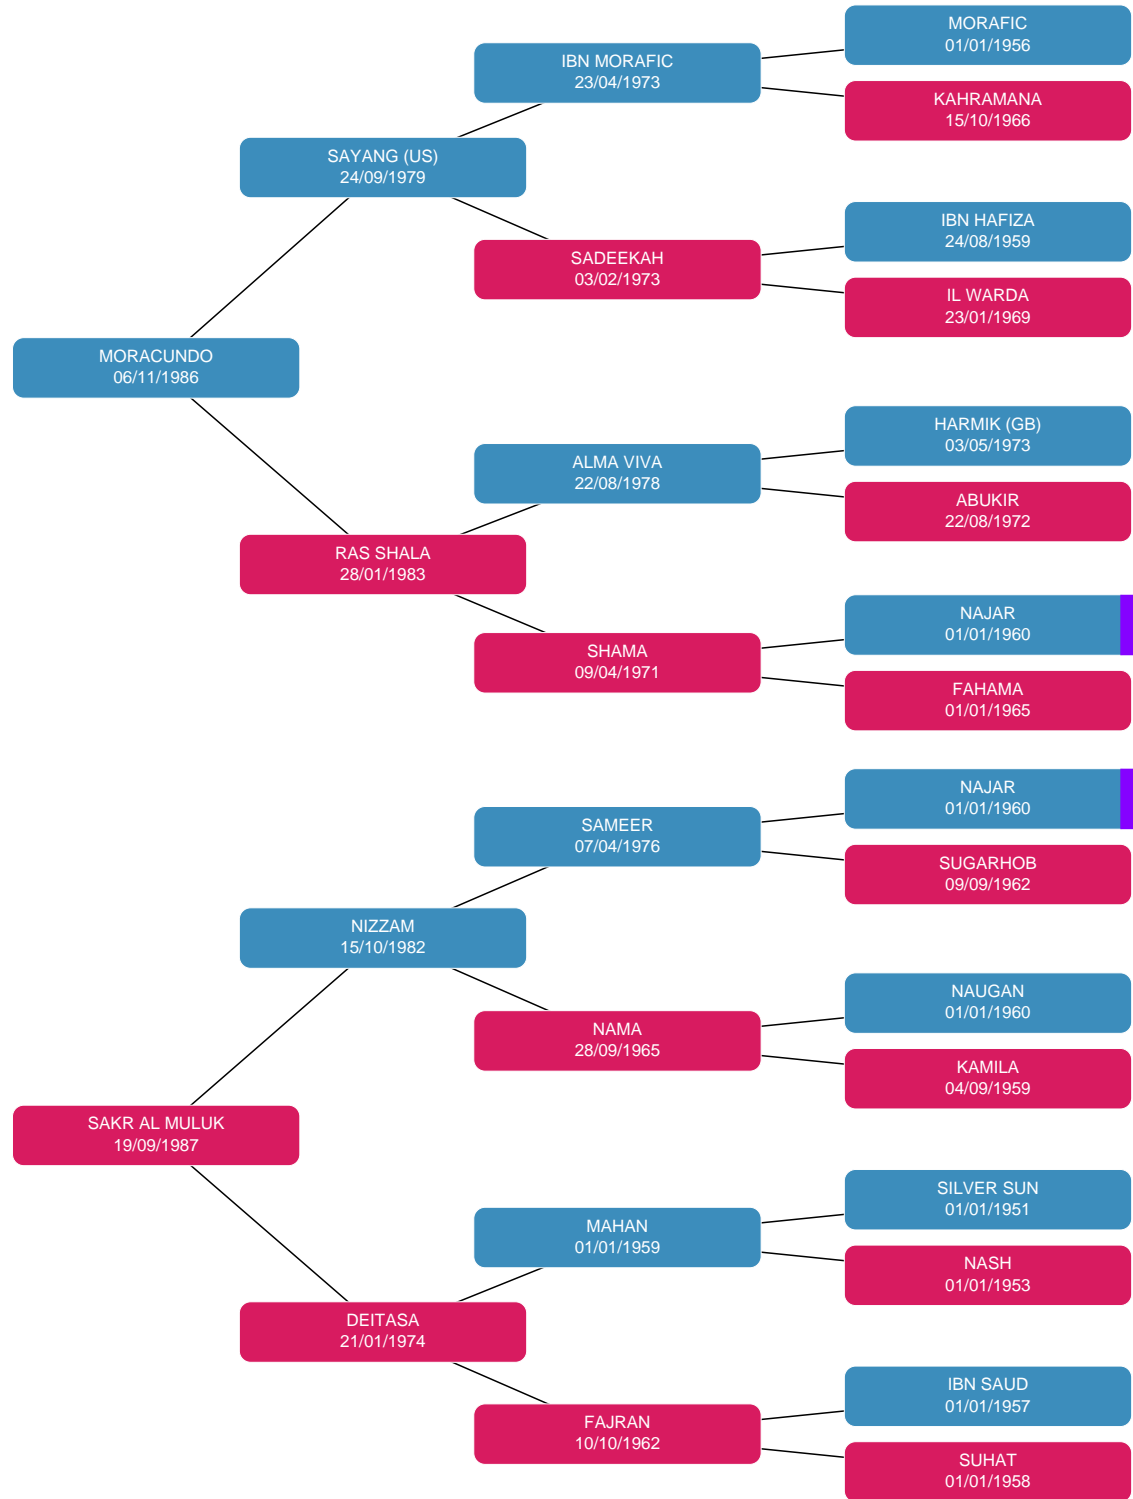 MORAFIC
01/01/1956
IBN MORAFIC
23/04/1973
KAHRAMANA
15/10/1966
SAYANG (US)
24/09/1979
IBN HAFIZA
24/08/1959
SADEEKAH
03/02/1973
IL WARDA
23/01/1969
MORACUNDO
06/11/1986
HARMIK (GB)
03/05/1973
ALMA VIVA
22/08/1978
ABUKIR
22/08/1972
RAS SHALA
28/01/1983
NAJAR
01/01/1960
SHAMA
09/04/1971
FAHAMA
01/01/1965
NAJAR
01/01/1960
SAMEER
07/04/1976
SUGARHOB
09/09/1962
NIZZAM
15/10/1982
NAUGAN
01/01/1960
NAMA
28/09/1965
KAMILA
04/09/1959
SAKR AL MULUK
19/09/1987
SILVER SUN
01/01/1951
MAHAN
01/01/1959
NASH
01/01/1953
DEITASA
21/01/1974
IBN SAUD
01/01/1957
FAJRAN
10/10/1962
SUHAT
01/01/1958